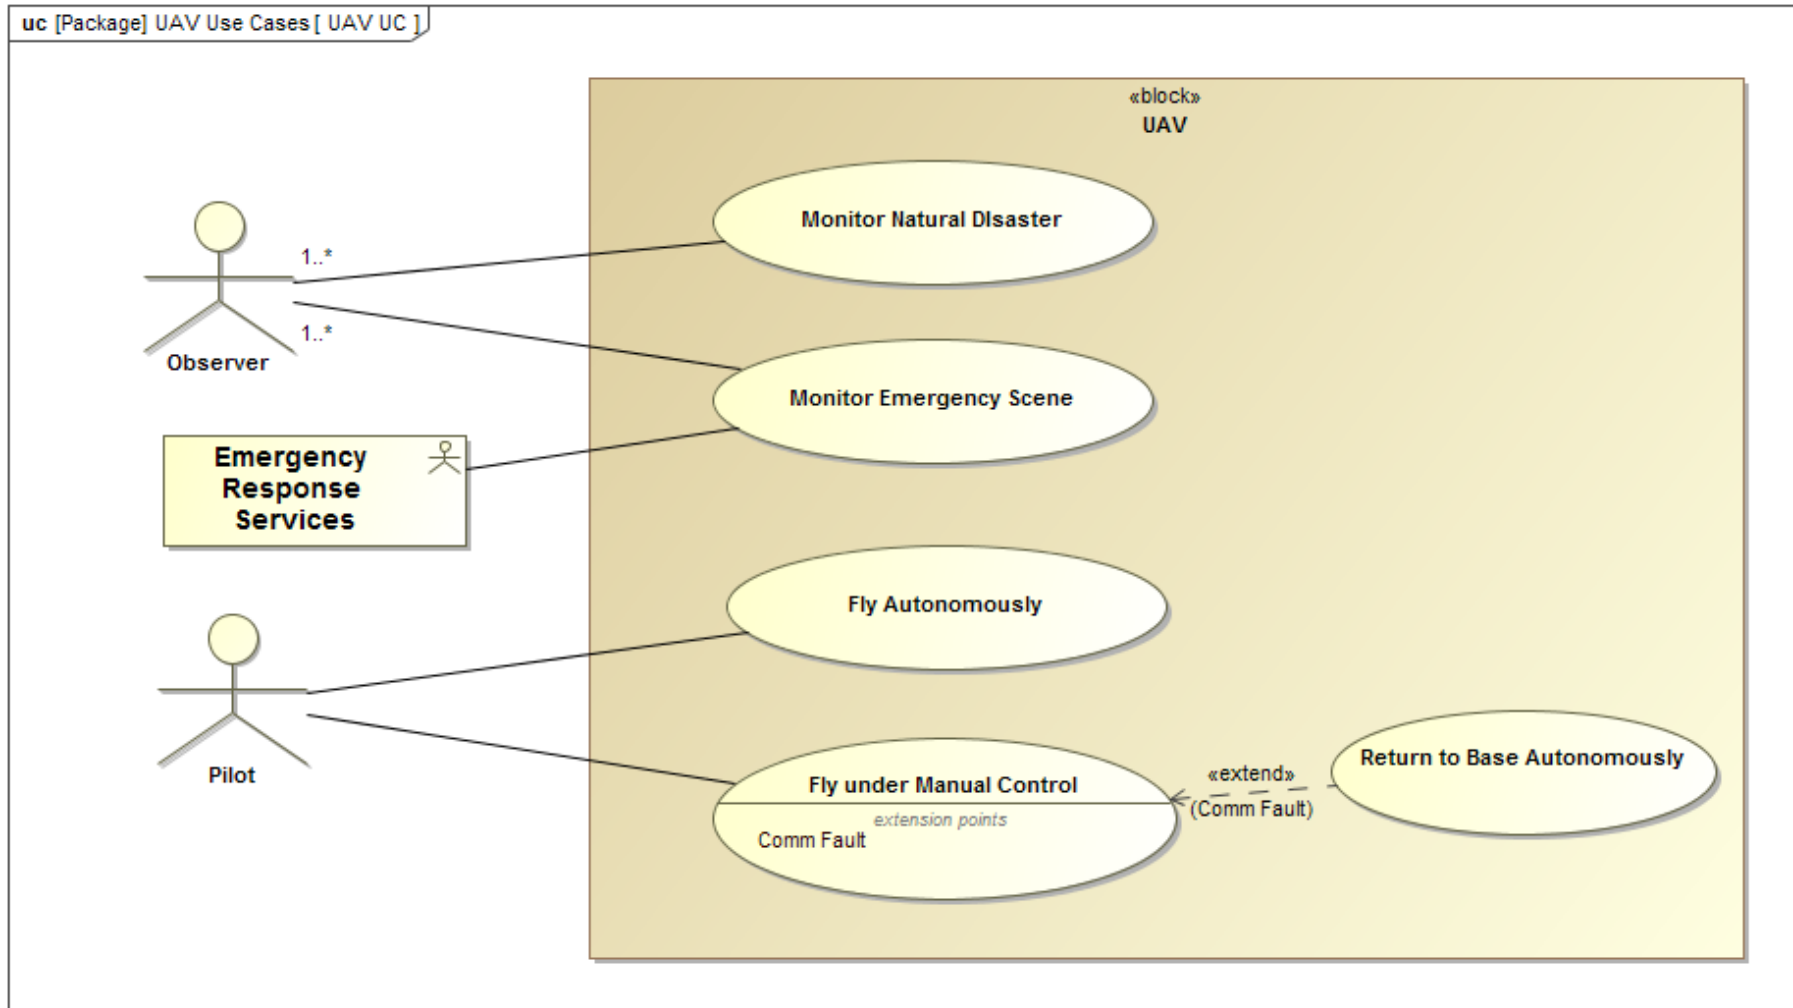 uc [Package] UAV Use Cases [ UAV UC ]
«block»
UAV
Monitor Natural DIsaster
1..*
1..*
Observer
Monitor Emergency Scene
Emergency
Response
Services
Fly Autonomously
Pilot
Fly under Manual Control
extension points
Comm Fault
«extend»
(Comm Fault)
Return to Base Autonomously